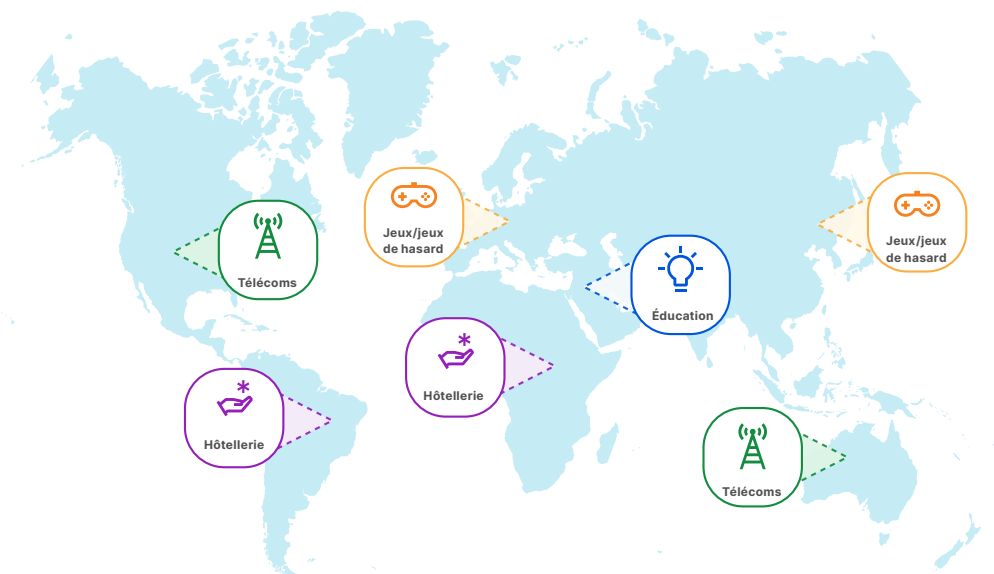 Jeux/jeux
de hasard
Jeux/jeux
de hasard
Télécoms
Éducation
Hôtellerie
Hôtellerie
Télécoms